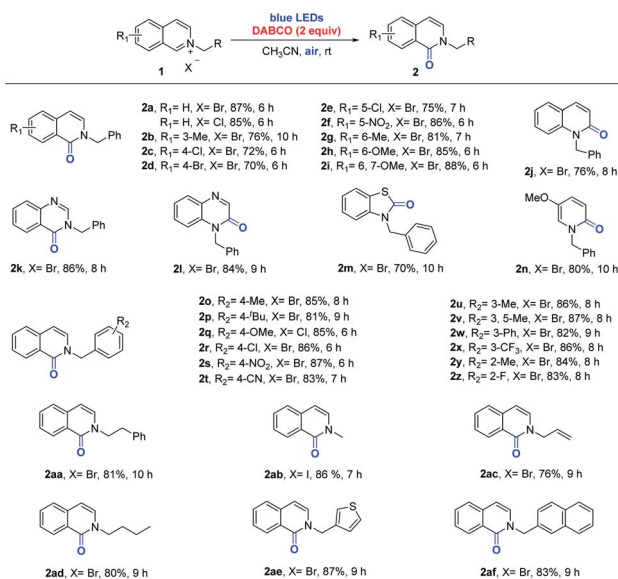 blue LEDs
DABCO (2 equiv)
CH₃CN, air, rt
R₁ N⁺ R X⁻
R₁ N R O
1
2
2a, R₁= H, X= Br, 87%, 6 h
H, X= Cl, 85%, 6 h
2b, R₁= 3-Me, X= Br, 76%, 10 h
2c, R₁= 4-Cl, X= Br, 72%, 6 h
2d, R₁= 4-Br, X= Br, 70%, 6 h
2e, R₁= 5-Cl, X= Br, 75%, 7 h
2f, R₁= 5-NO₂, X= Br, 86%, 6 h
2g, R₁= 6-Me, X= Br, 81%, 7 h
2h, R₁= 6-OMe, X= Br, 85%, 6 h
2i, R₁= 6, 7-OMe, X= Br, 88%, 6 h
R₁ N Ph O
N O Ph
2j, X= Br, 76%, 8 h
N N Ph O
2k, X= Br, 86%, 8 h
N N O Ph
2l, X= Br, 84%, 9 h
S N O
2m, X= Br, 70%, 10 h
MeO N O Ph
2n, X= Br, 80%, 10 h
R₂ N O
2o, R₂= 4-Me, X= Br, 85%, 8 h
2p, R₂= 4-ᵗBu, X= Br, 81%, 9 h
2q, R₂= 4-OMe, X= Cl, 85%, 6 h
2r, R₂= 4-Cl, X= Br, 86%, 6 h
2s, R₂= 4-NO₂, X= Br, 87%, 6 h
2t, R₂= 4-CN, X= Br, 83%, 7 h
2u, R₂= 3-Me, X= Br, 86%, 8 h
2v, R₂= 3, 5-Me, X= Br, 87%, 8 h
2w, R₂= 3-Ph, X= Br, 82%, 9 h
2x, R₂= 3-CF₃, X= Br, 86%, 8 h
2y, R₂= 2-Me, X= Br, 84%, 8 h
2z, R₂= 2-F, X= Br, 83%, 8 h
N Ph O
2aa, X= Br, 81%, 10 h
N O
2ab, X= I, 86 %, 7 h
N O
2ac, X= Br, 76%, 9 h
N O
2ad, X= Br, 80%, 9 h
N S O
2ae, X= Br, 87%, 9 h
N O
2af, X= Br, 83%, 9 h